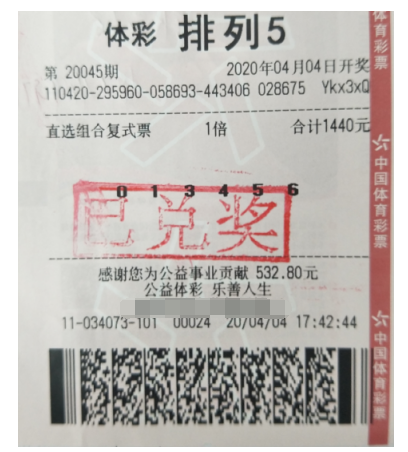 体彩 排列5
第 20045期 2020年04月04日开奖
110420-295960-058693-443406 028675 Ykx3xQ
直选组合复式票 1倍 合计1440元
0 1 3 4 5 6
已兑奖
感谢您为公益事业贡献 532.80元
公益体彩 乐善人生
11-034073-101 00024 20/04/04 17:42:44
体育彩票
中国体育彩票
中国体育彩票